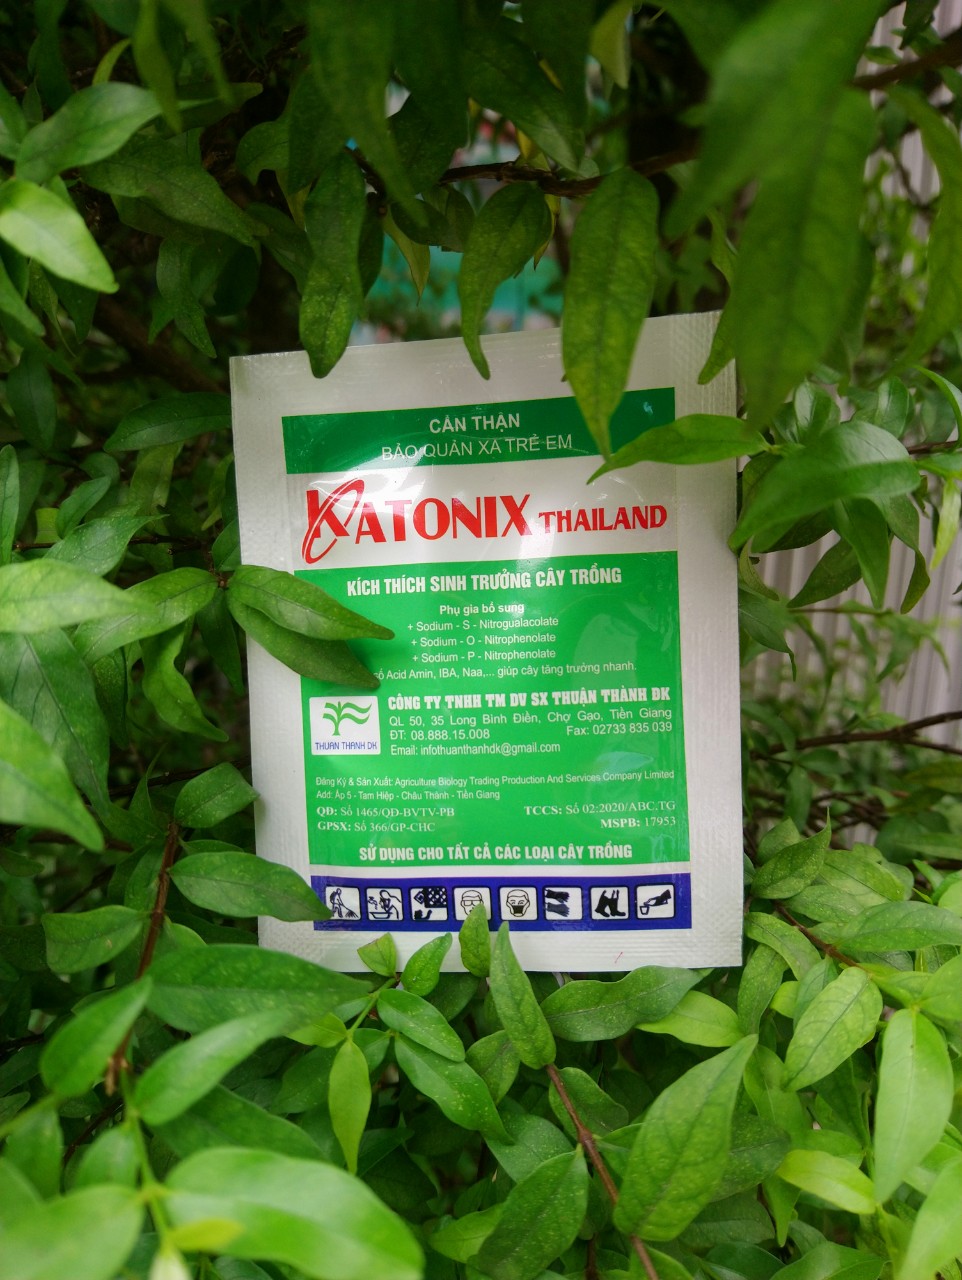 CẨN THẬN
BẢO QUẢN XA TRẺ EM
KATONIX THAILAND
KÍCH THÍCH SINH TRƯỞNG CÂY TRỒNG
Phụ gia bổ sung
+ Sodium - S - Nitrogualacolate
+ Sodium - O - Nitrophenolate
+ Sodium - P - Nitrophenolate
Acid Amin, IBA, Naa,... giúp cây tăng trưởng nhanh.
THUAN THANH DK
CÔNG TY TNHH TM DV SX THUẬN THÀNH ĐK
QL 50, 35 Long Bình Điền, Chợ Gạo, Tiền Giang
ĐT: 08.888.15.008 Fax: 02733 835 039
Email: infothuanthanhdk@gmail.com
Đăng Ký & Sản Xuất: Agriculture Biology Trading Production And Services Company Limited
Add: Ấp 5 - Tam Hiệp - Châu Thành - Tiền Giang
QĐ: Số 1465/QĐ-BVTV-PB TCCS: Số 02:2020/ABC.TG
GPSX: Số 366/GP-CHC MSPB: 17953
SỬ DỤNG CHO TẤT CẢ CÁC LOẠI CÂY TRỒNG